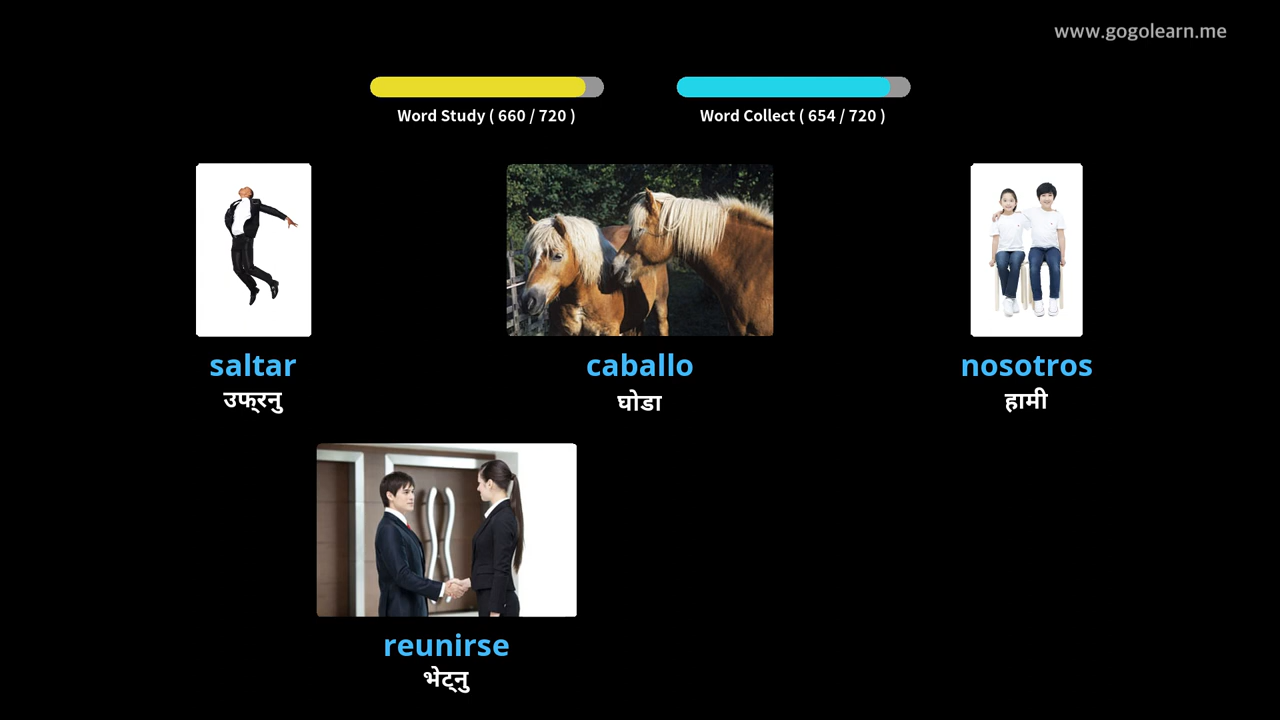 www.gogolearn.me
Word Study ( 660 / 720 )
Word Collect ( 654 / 720 )
saltar
उफ्रनु
caballo
घोडा
nosotros
हामी
reunirse
भेट्नु